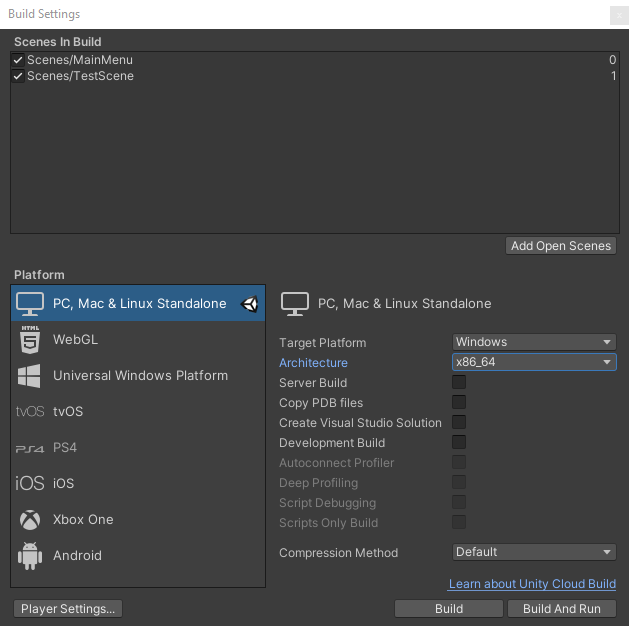 Build Settings
x
Scenes In Build
Scenes/MainMenu 0
Scenes/TestScene 1
Add Open Scenes
Platform
PC, Mac & Linux Standalone
HTML 5 WebGL
Universal Windows Platform
tvOS tvOS
PS4 PS4
iOS iOS
Xbox One
Android
PC, Mac & Linux Standalone
Target Platform Windows
Architecture x86_64
Server Build
Copy PDB files
Create Visual Studio Solution
Development Build
Autoconnect Profiler
Deep Profiling
Script Debugging
Scripts Only Build
Compression Method Default
Learn about Unity Cloud Build
Player Settings... Build Build And Run